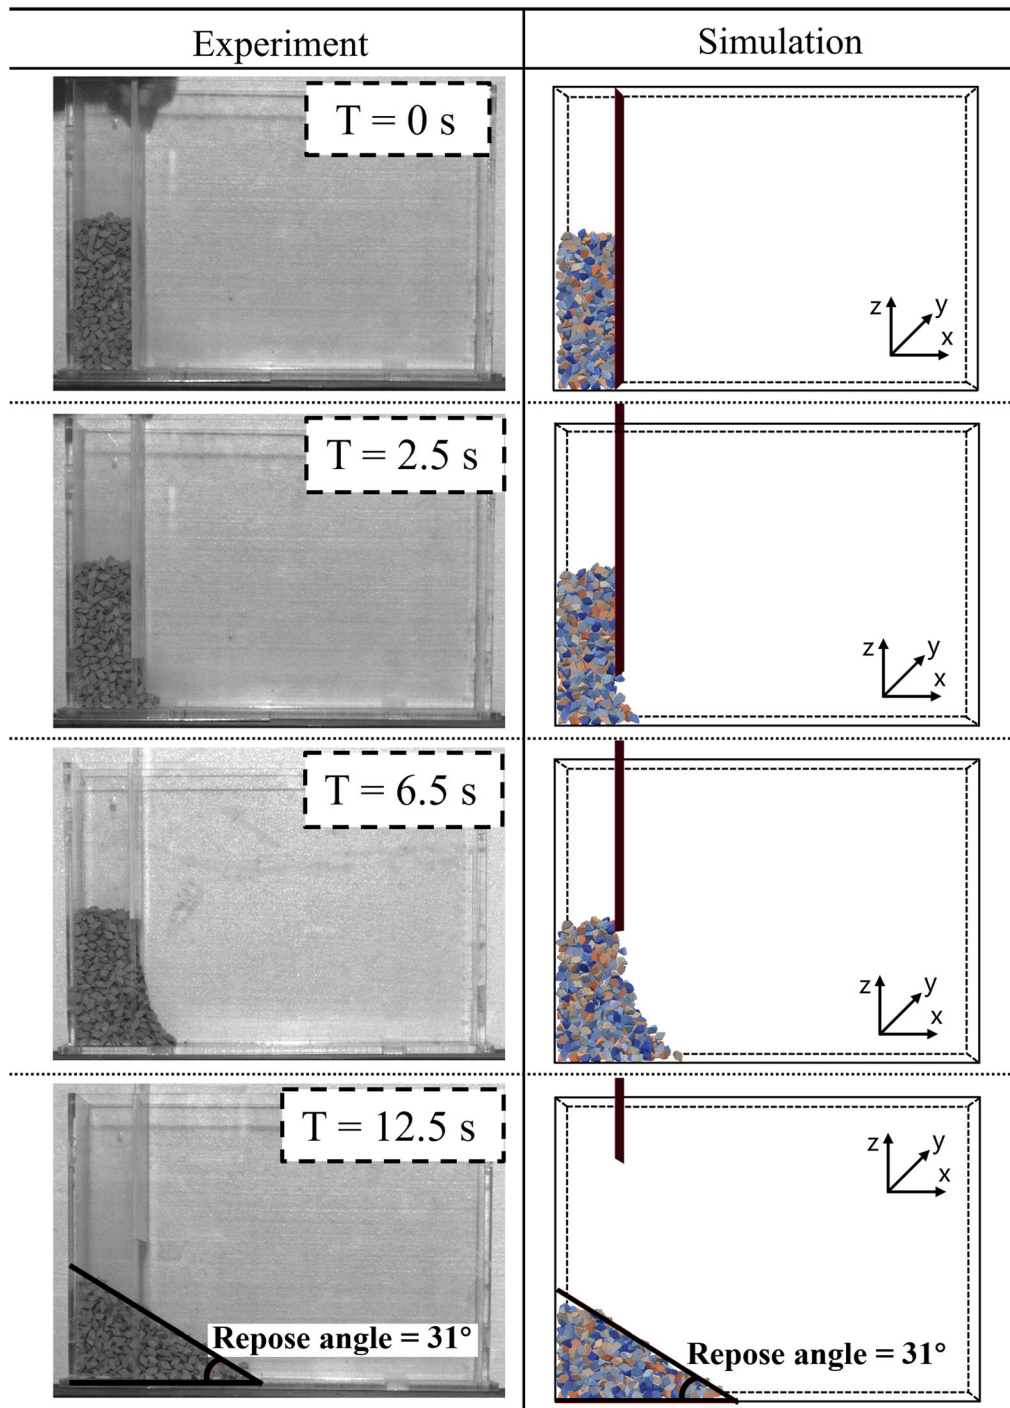 Experiment
Simulation
T = 0 s
z
y
x
T = 2.5 s
z
y
x
T = 6.5 s
z
y
x
T = 12.5 s
z
y
x
Repose angle = 31°
Repose angle = 31°